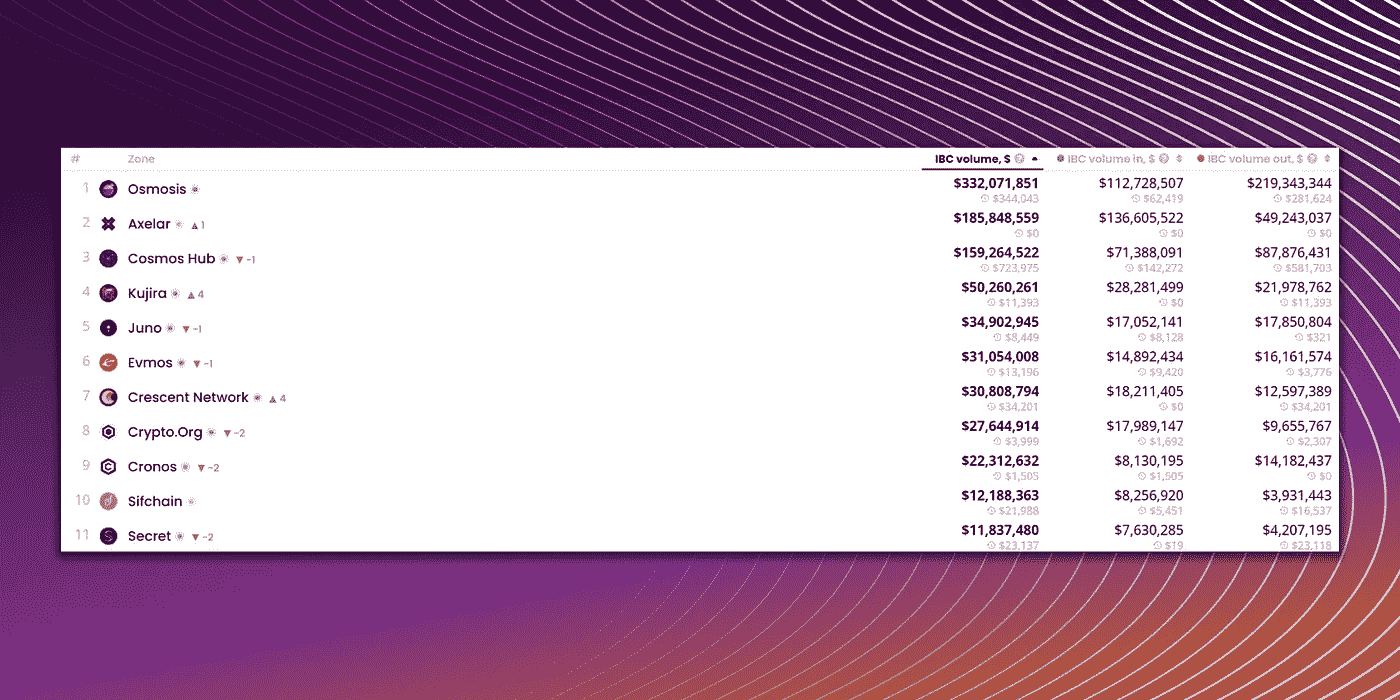 # Zone IBC volume, $ IBC volume in, $ IBC volume out, $
1 Osmosis $332,071,851 $112,728,507 $219,343,344
$344,043 $62,419 $281,624
2 Axelar ▲ 1 $185,848,559 $136,605,522 $49,243,037
$0 $0 $0
3 Cosmos Hub ▼ -1 $159,264,522 $71,388,091 $87,876,431
$723,975 $142,272 $581,703
4 Kujira ▲ 4 $50,260,261 $28,281,499 $21,978,762
$11,393 $0 $11,393
5 Juno ▼ -1 $34,902,945 $17,052,141 $17,850,804
$8,449 $8,128 $321
6 Evmos ▼ -1 $31,054,008 $14,892,434 $16,161,574
$13,196 $9,420 $3,776
7 Crescent Network ▲ 4 $30,808,794 $18,211,405 $12,597,389
$34,201 $0 $34,201
8 Crypto.Org ▼ -2 $27,644,914 $17,989,147 $9,655,767
$3,999 $1,692 $2,307
9 Cronos ▼ -2 $22,312,632 $8,130,195 $14,182,437
$1,505 $1,505 $0
10 Sifchain $12,188,363 $8,256,920 $3,931,443
$21,988 $5,451 $16,537
11 Secret ▼ -2 $11,837,480 $7,630,285 $4,207,195
$23,137 $19 $23,118